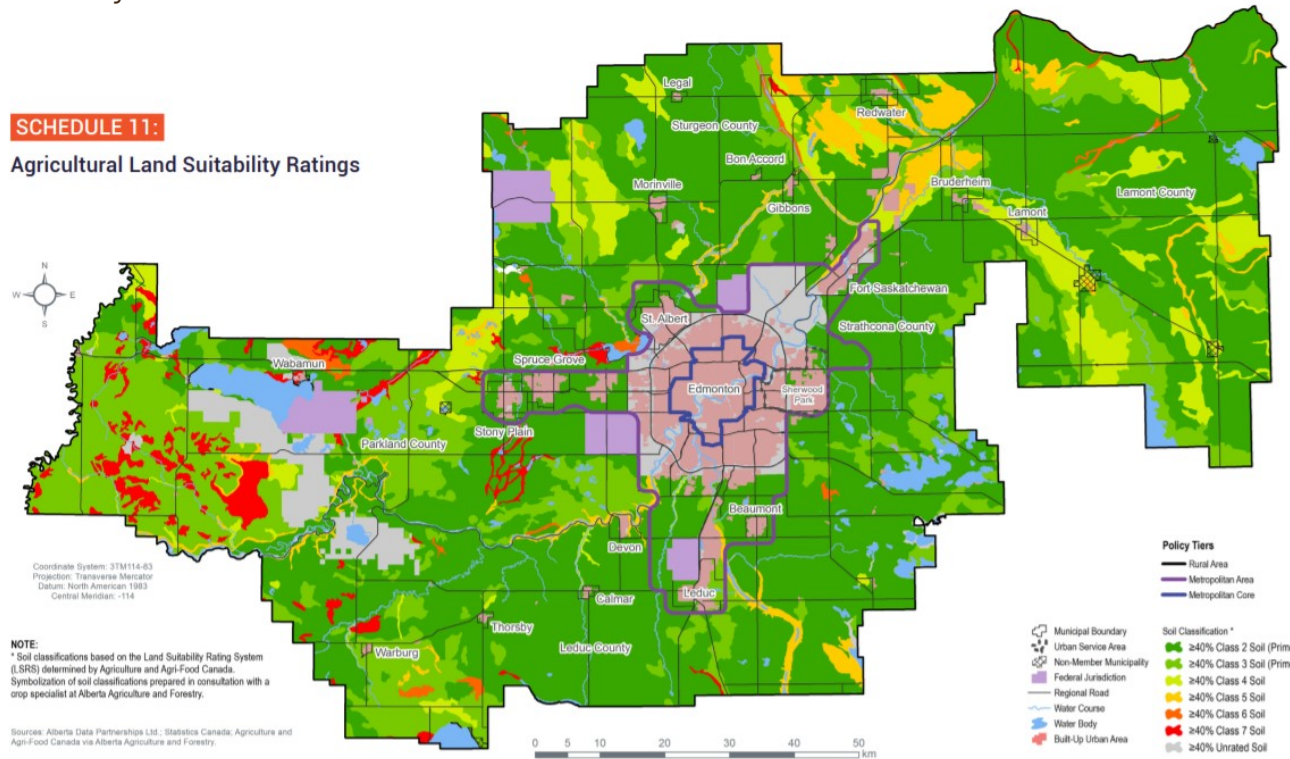 SCHEDULE 11:
Agricultural Land Suitability Ratings
Legal
Redwater
Sturgeon County
Bon Accord
Morinville
Gibbons
Bruderheim
Lamont County
Lamont
N
W
E
S
Fort Saskatchewan
St. Albert
Strathcona County
Spruce Grove
Wabamun
Edmonton
Sherwood
Park
Stony Plain
Parkland County
Beaumont
Devon
Calmar
Leduc
Thorsby
Leduc County
Warburg
Coordinate System: 3TM114-83
Projection: Transverse Mercator
Datum: North American 1983
Central Meridian: -114
NOTE:
* Soil classifications based on the Land Suitability Rating System
(LSRS) determined by Agriculture and Agri-Food Canada.
Symbolization of soil classifications prepared in consultation with a
crop specialist at Alberta Agriculture and Forestry.
Sources: Alberta Data Partnerships Ltd.; Statistics Canada; Agriculture and
Agri-Food Canada via Alberta Agriculture and Forestry.
0 5 10 20 30 40 50
km
Policy Tiers
Rural Area
Metropolitan Area
Metropolitan Core
Municipal Boundary
Urban Service Area
Non-Member Municipality
Federal Jurisdiction
Regional Road
Water Course
Water Body
Built-Up Urban Area
Soil Classification *
≥40% Class 2 Soil (Prim
≥40% Class 3 Soil (Prim
≥40% Class 4 Soil
≥40% Class 5 Soil
≥40% Class 6 Soil
≥40% Class 7 Soil
≥40% Unrated Soil